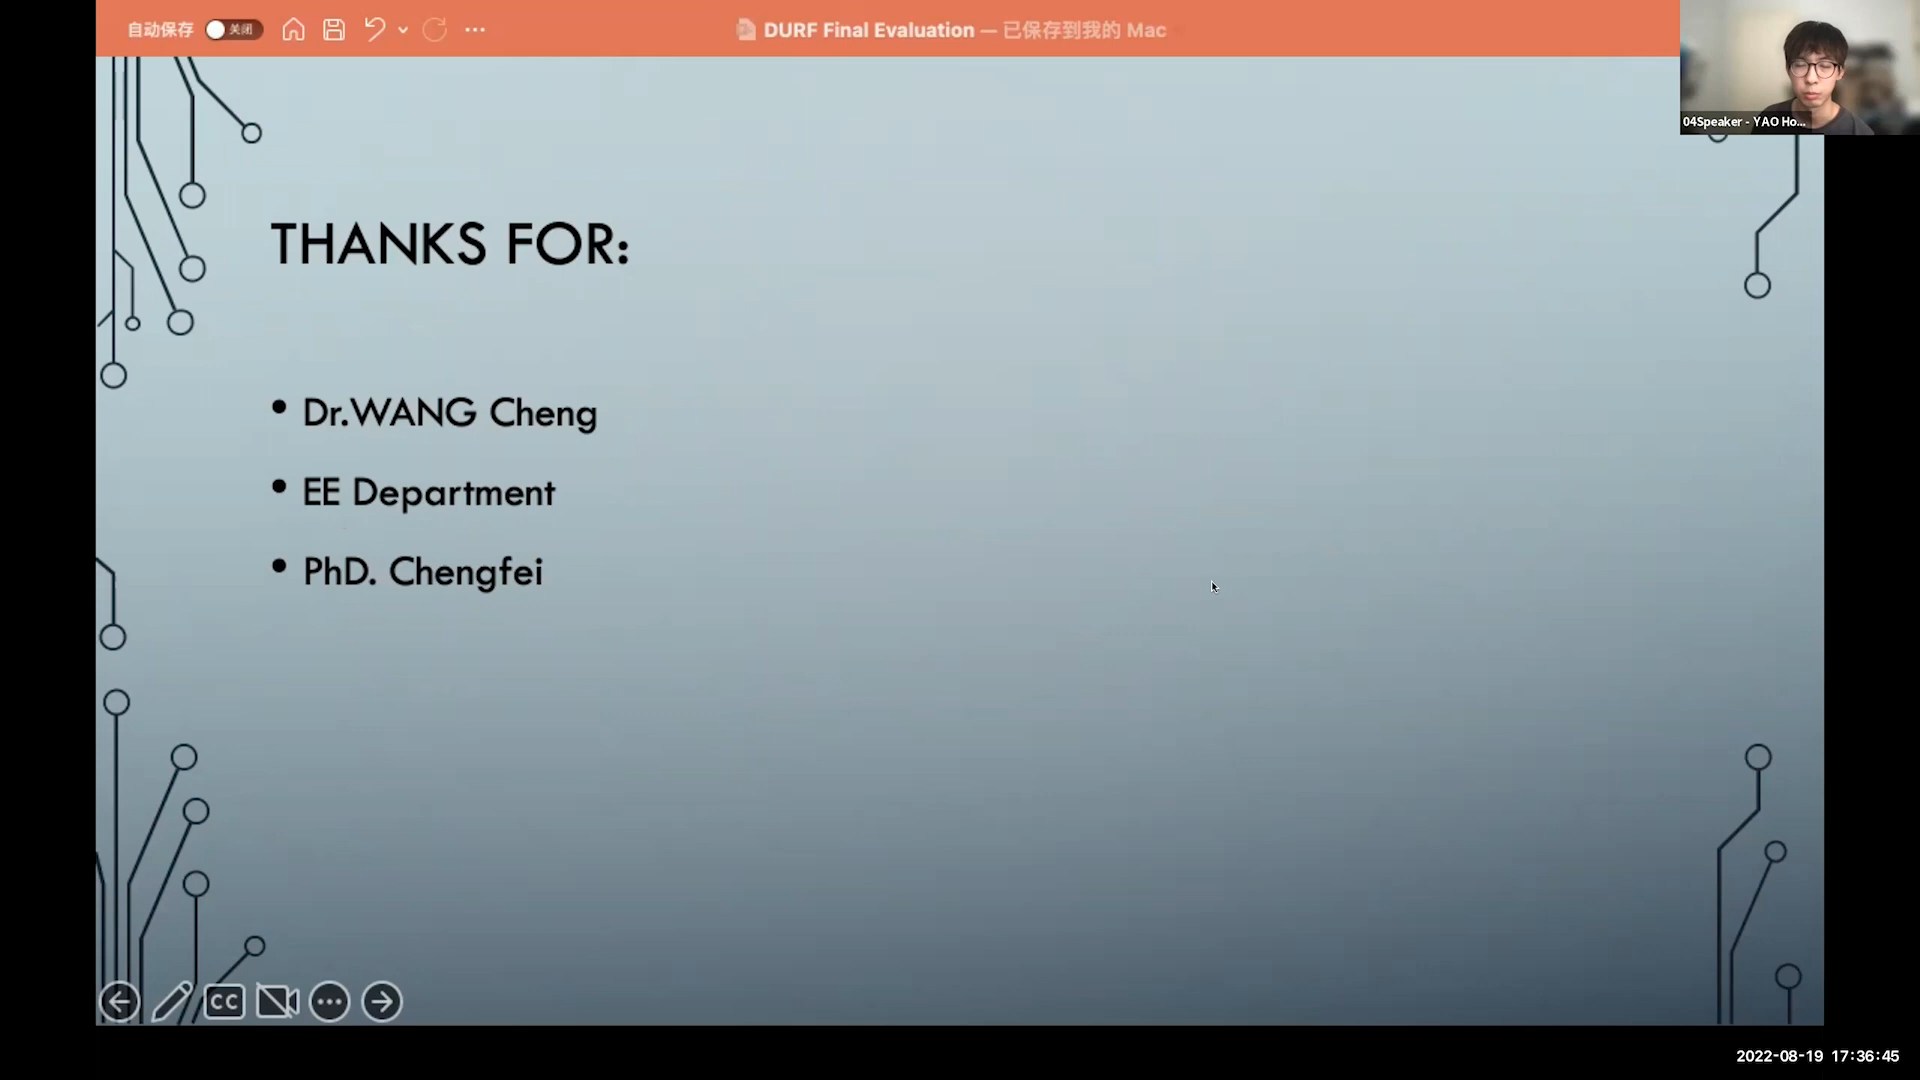 自动保存 关闭
DURF Final Evaluation — 已保存到我的 Mac
04Speaker - YAO Ho...
THANKS FOR:
• Dr.WANG Cheng
• EE Department
• PhD. Chengfei
CC
2022-08-19 17:36:45